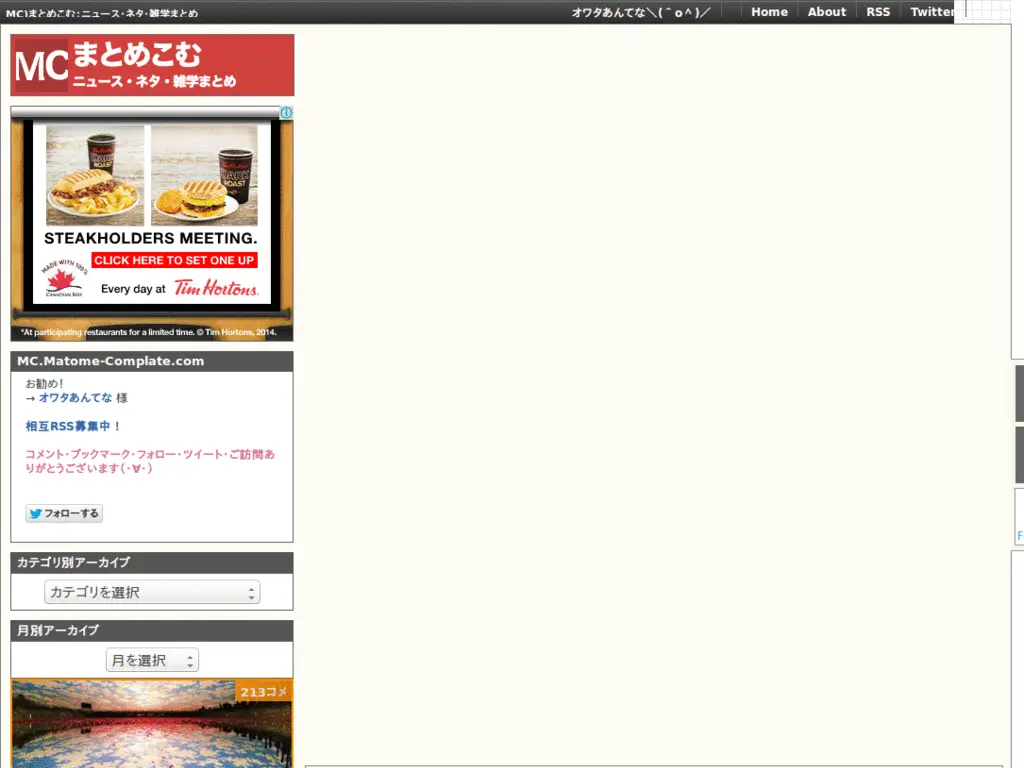 MC)まとめこむ:ニュース・ネタ・雑学まとめ
オワタあんてな＼(＾o＾)／ Home About RSS Twitter
MC まとめこむ
ニュース・ネタ・雑学まとめ
DARK ROAST
DARK ROAST
STEAKHOLDERS MEETING.
CLICK HERE TO SET ONE UP
MADE WITH 100%
CANADIAN BEEF
Every day at Tim Hortons.
*At participating restaurants for a limited time. © Tim Hortons, 2014.
MC.Matome-Complate.com
お勧め！
→ オワタあんてな 様
相互RSS募集中！
コメント・ブックマーク・フォロー・ツイート・ご訪問あ
りがとうございます(・∀・)
フォローする
カテゴリ別アーカイブ
カテゴリを選択
月別アーカイブ
月を選択
213コメ
F